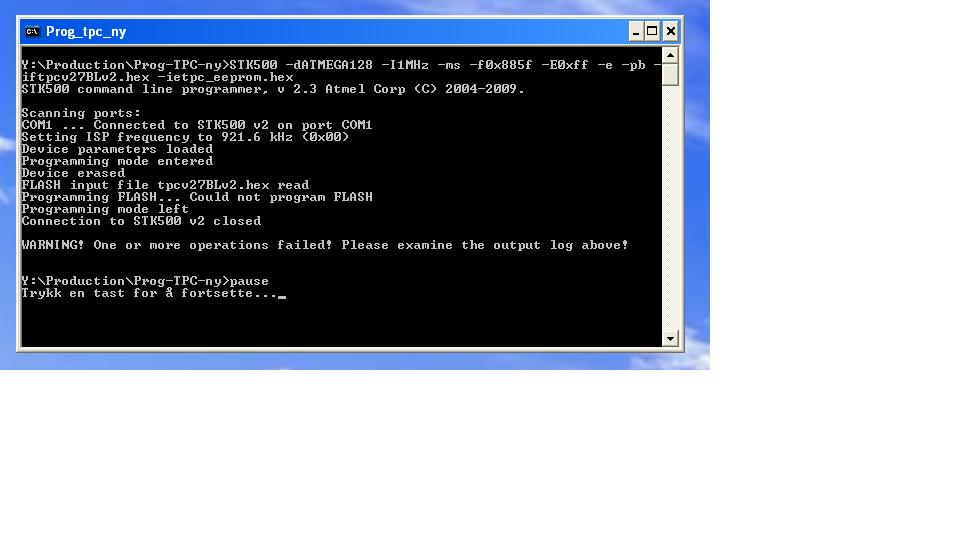 Prog_tpc_ny
Y:\Production\Prog-TPC-ny>STK500 -dATMEGA128 -I1MHz -ms -f0x885f -E0xff -e -pb -
iftpcv27BLv2.hex -ietpc_eeprom.hex
STK500 command line programmer, v 2.3 Atmel Corp (C) 2004-2009.
Scanning ports:
COM1 ... Connected to STK500 v2 on port COM1
Setting ISP frequency to 921.6 kHz (0x00)
Device parameters loaded
Programming mode entered
Device erased
FLASH input file tpcv27BLv2.hex read
Programming FLASH... Could not program FLASH
Programming mode left
Connection to STK500 v2 closed
WARNING! One or more operations failed! Please examine the output log above!
Y:\Production\Prog-TPC-ny>pause
Trykk en tast for å fortsette..._